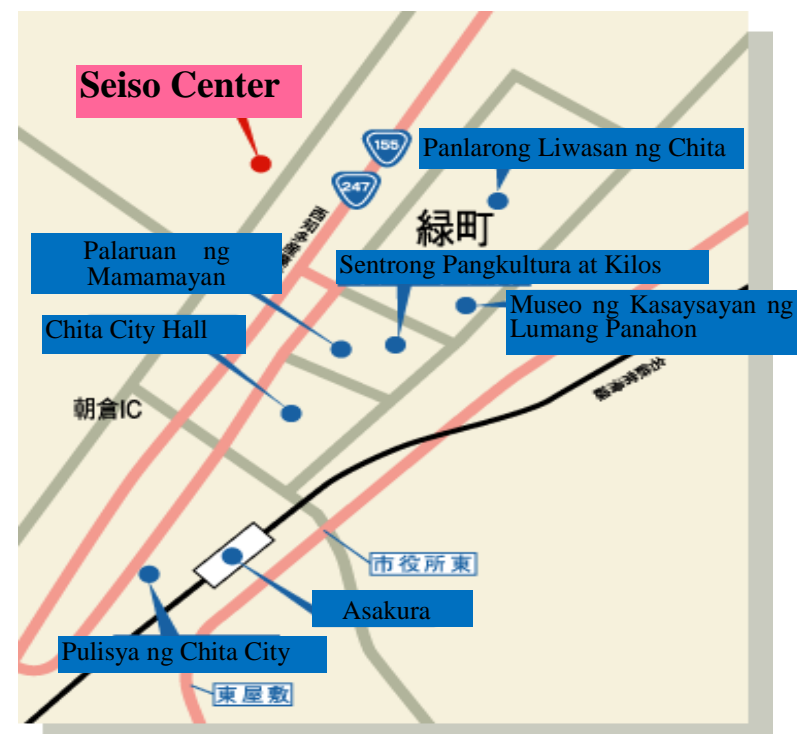 Seiso Center
155
Panlarong Liwasan ng Chita
247
緑町
Palaruan ng
Mamamayan
Sentrong Pangkultura at Kilos
Museo ng Kasaysayan ng
Lumang Panahon
Chita City Hall
朝倉IC
市役所東
Asakura
Pulisya ng Chita City
東屋敷